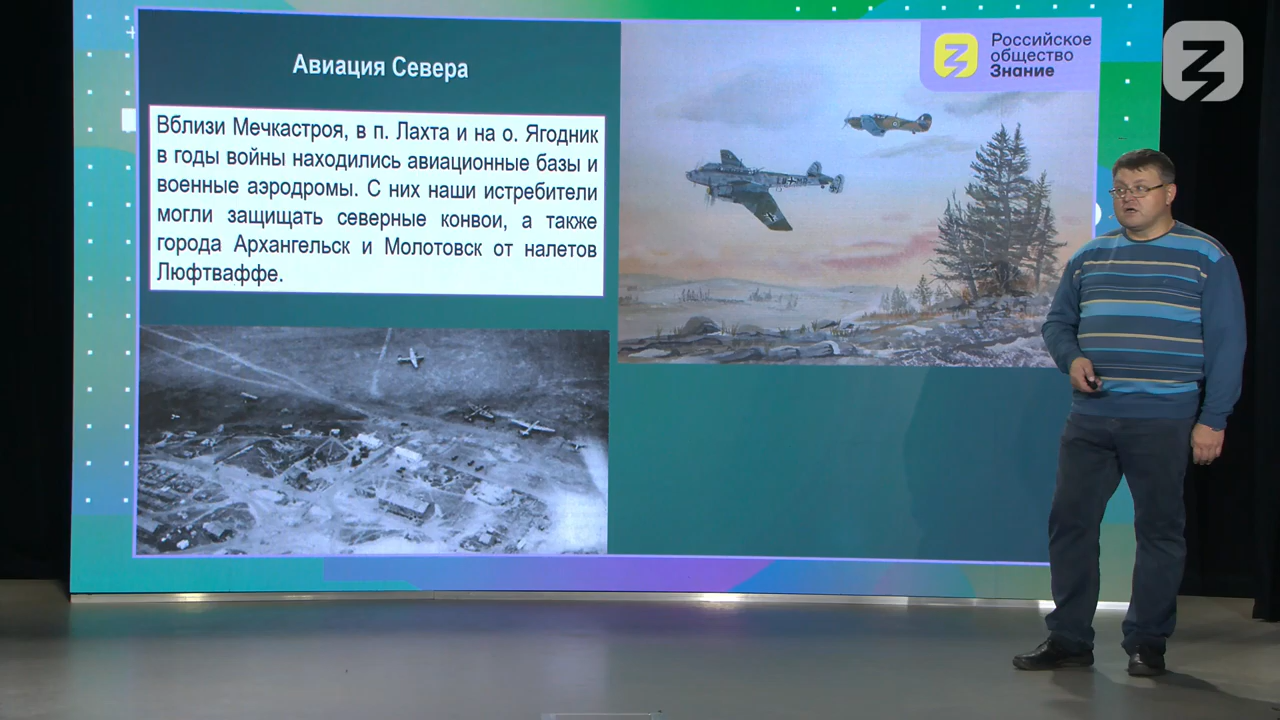 Авиация Севера
Вблизи Мечкастроя, в п. Лахта и на о. Ягодник
в годы войны находились авиационные базы и
военные аэродромы. С них наши истребители
могли защищать северные конвои, а также
города Архангельск и Молотовск от налетов
Люфтваффе.
Российское
общество
Знание